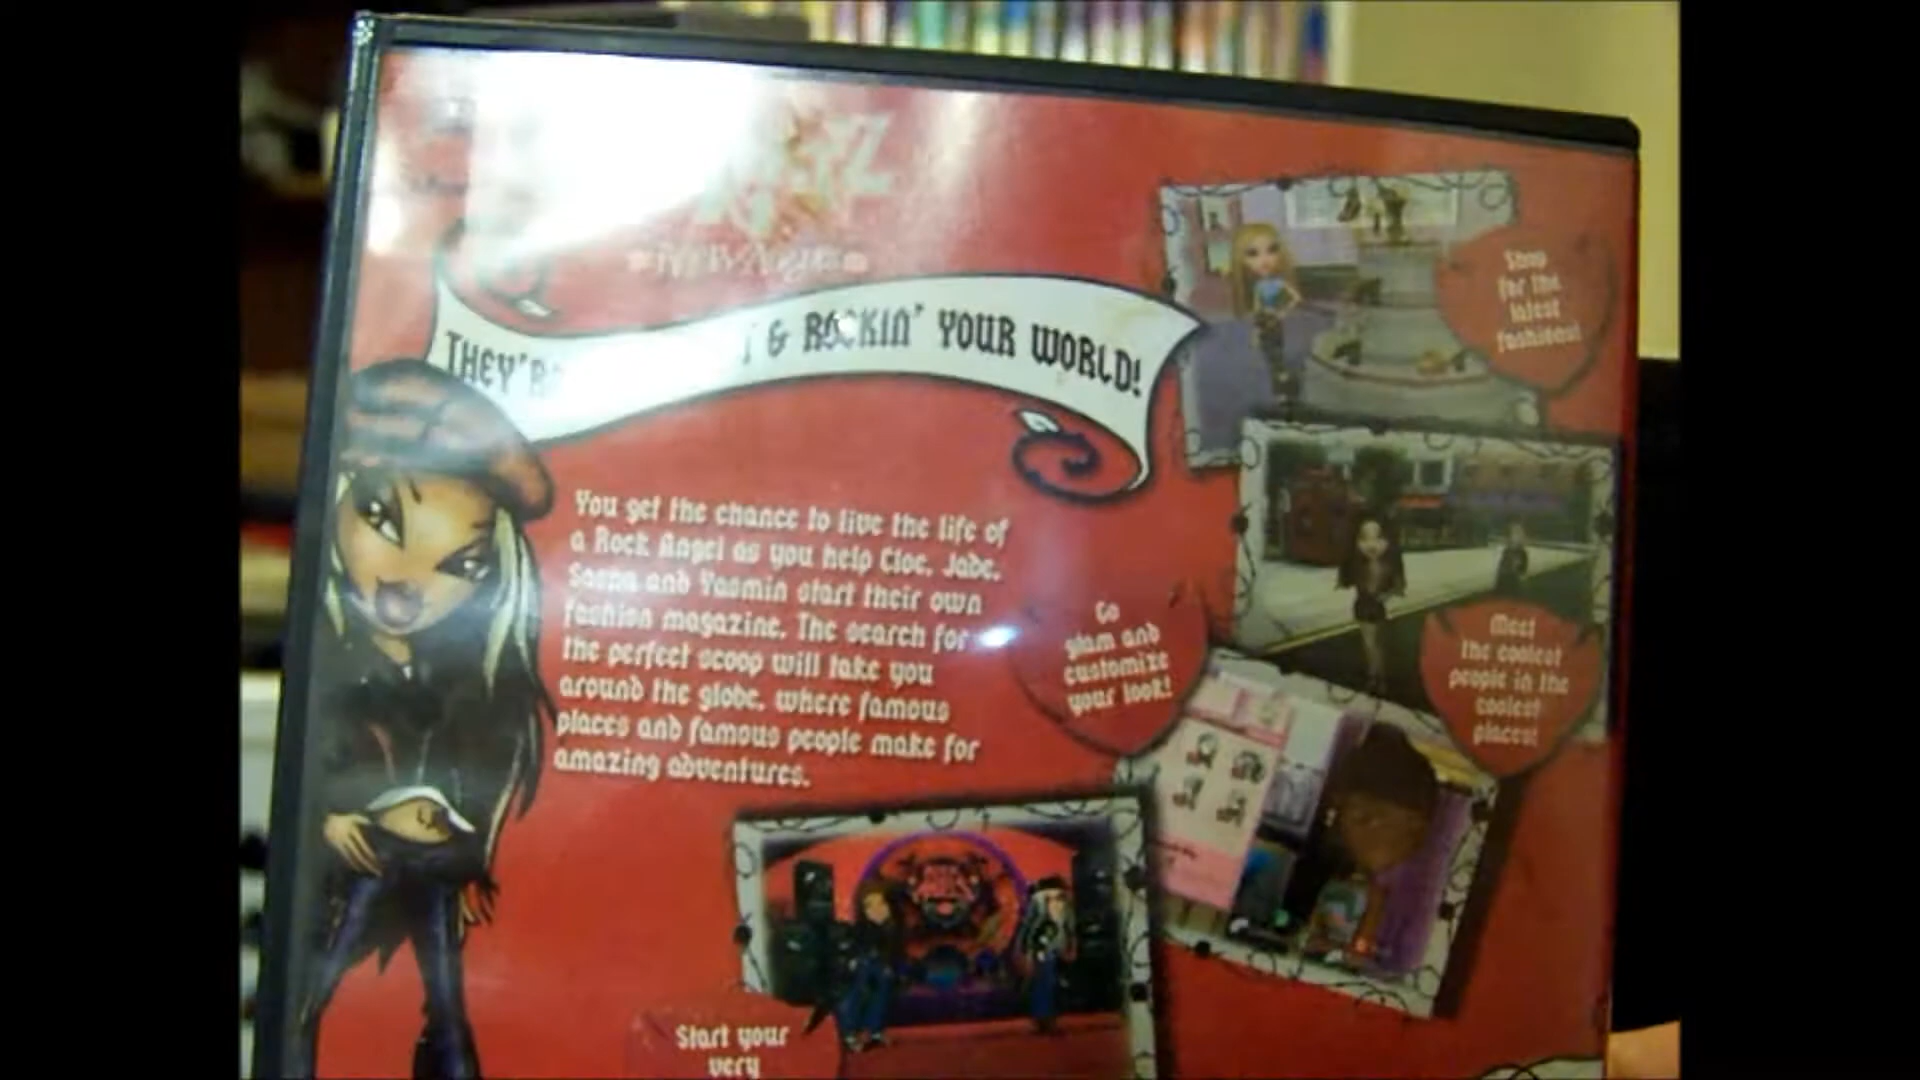 THEY'R & ROCKIN' YOUR WORLD!
Shop
for the
latest
fashions!
You get the chance to live the life of
a Rock Angel as you help Cloe, Jade,
Sasha and Yasmin start their own
fashion magazine. The search for
the perfect scoop will take you
around the globe, where famous
places and famous people make for
amazing adventures.
Go
glam and
customize
your look!
Meet
the coolest
people in the
coolest
places!
Start your
very